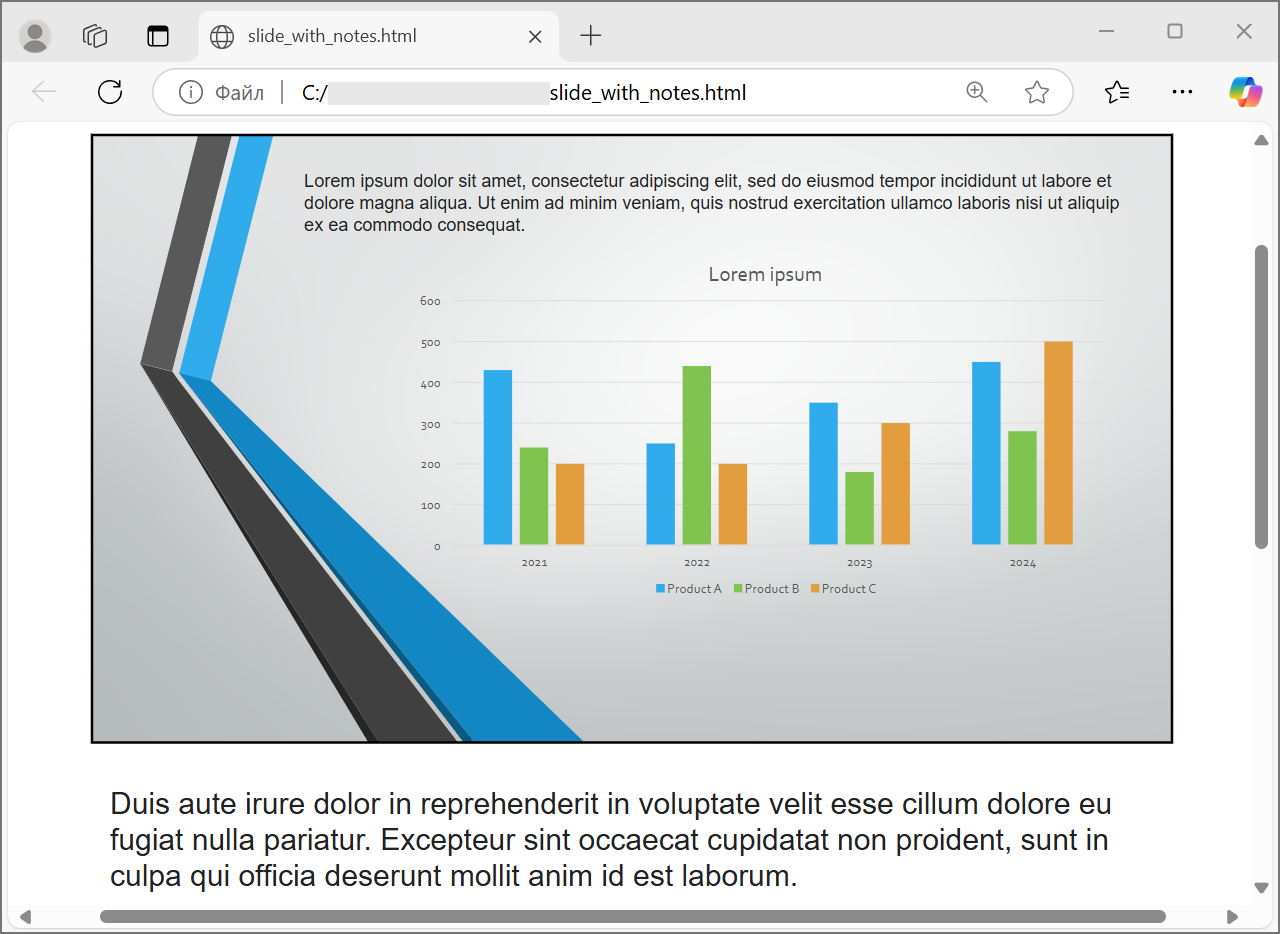 slide_with_notes.html
Файл C:/ slide_with_notes.html
Lorem ipsum dolor sit amet, consectetur adipiscing elit, sed do eiusmod tempor incididunt ut labore et
dolore magna aliqua. Ut enim ad minim veniam, quis nostrud exercitation ullamco laboris nisi ut aliquip
ex ea commodo consequat.
Lorem ipsum
600
500
400
300
200
100
0
2021 2022 2023 2024
Product A Product B Product C
Duis aute irure dolor in reprehenderit in voluptate velit esse cillum dolore eu
fugiat nulla pariatur. Excepteur sint occaecat cupidatat non proident, sunt in
culpa qui officia deserunt mollit anim id est laborum.